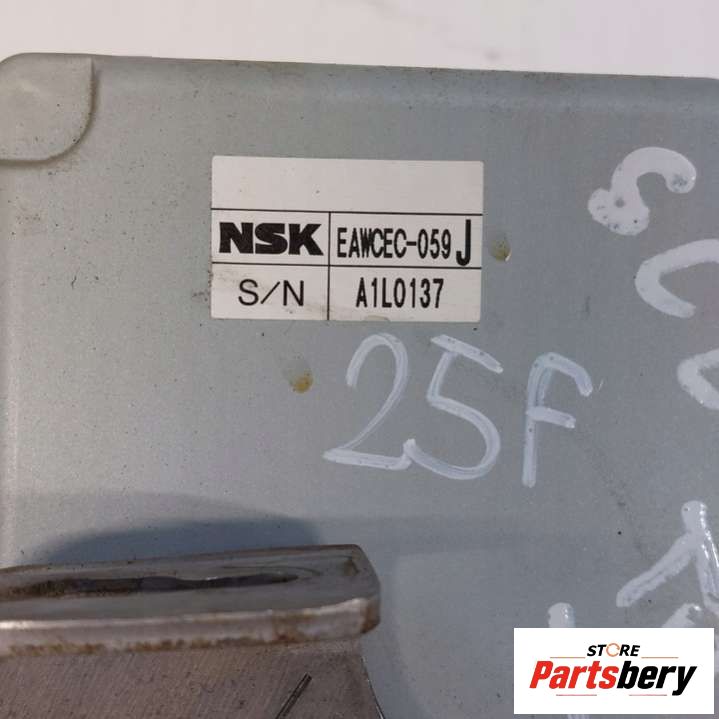 NSK EAWCEC-059 J
S/N A1L0137
25F
STORE
Partsbery